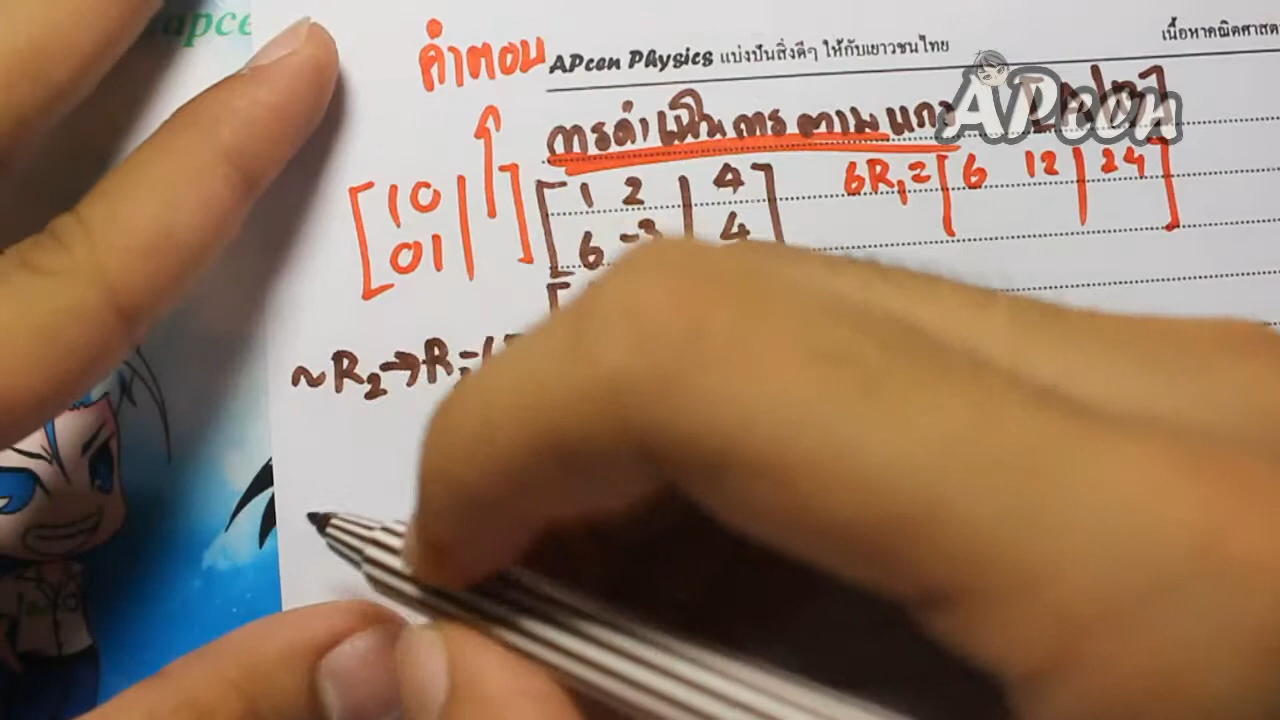 คำตอบ
APcen Physics แบ่งปันสิ่งดีๆ ให้กับเยาวชนไทย
เนื้อหาคณิตศาสตร์
APcen
การดำเนินการตามแถว
[1 0 |
0 1 | ]
[1 2 | 4]
6 -3 | 4
6R₁ = [6 12 | 24]
~R₂→R₂-6R